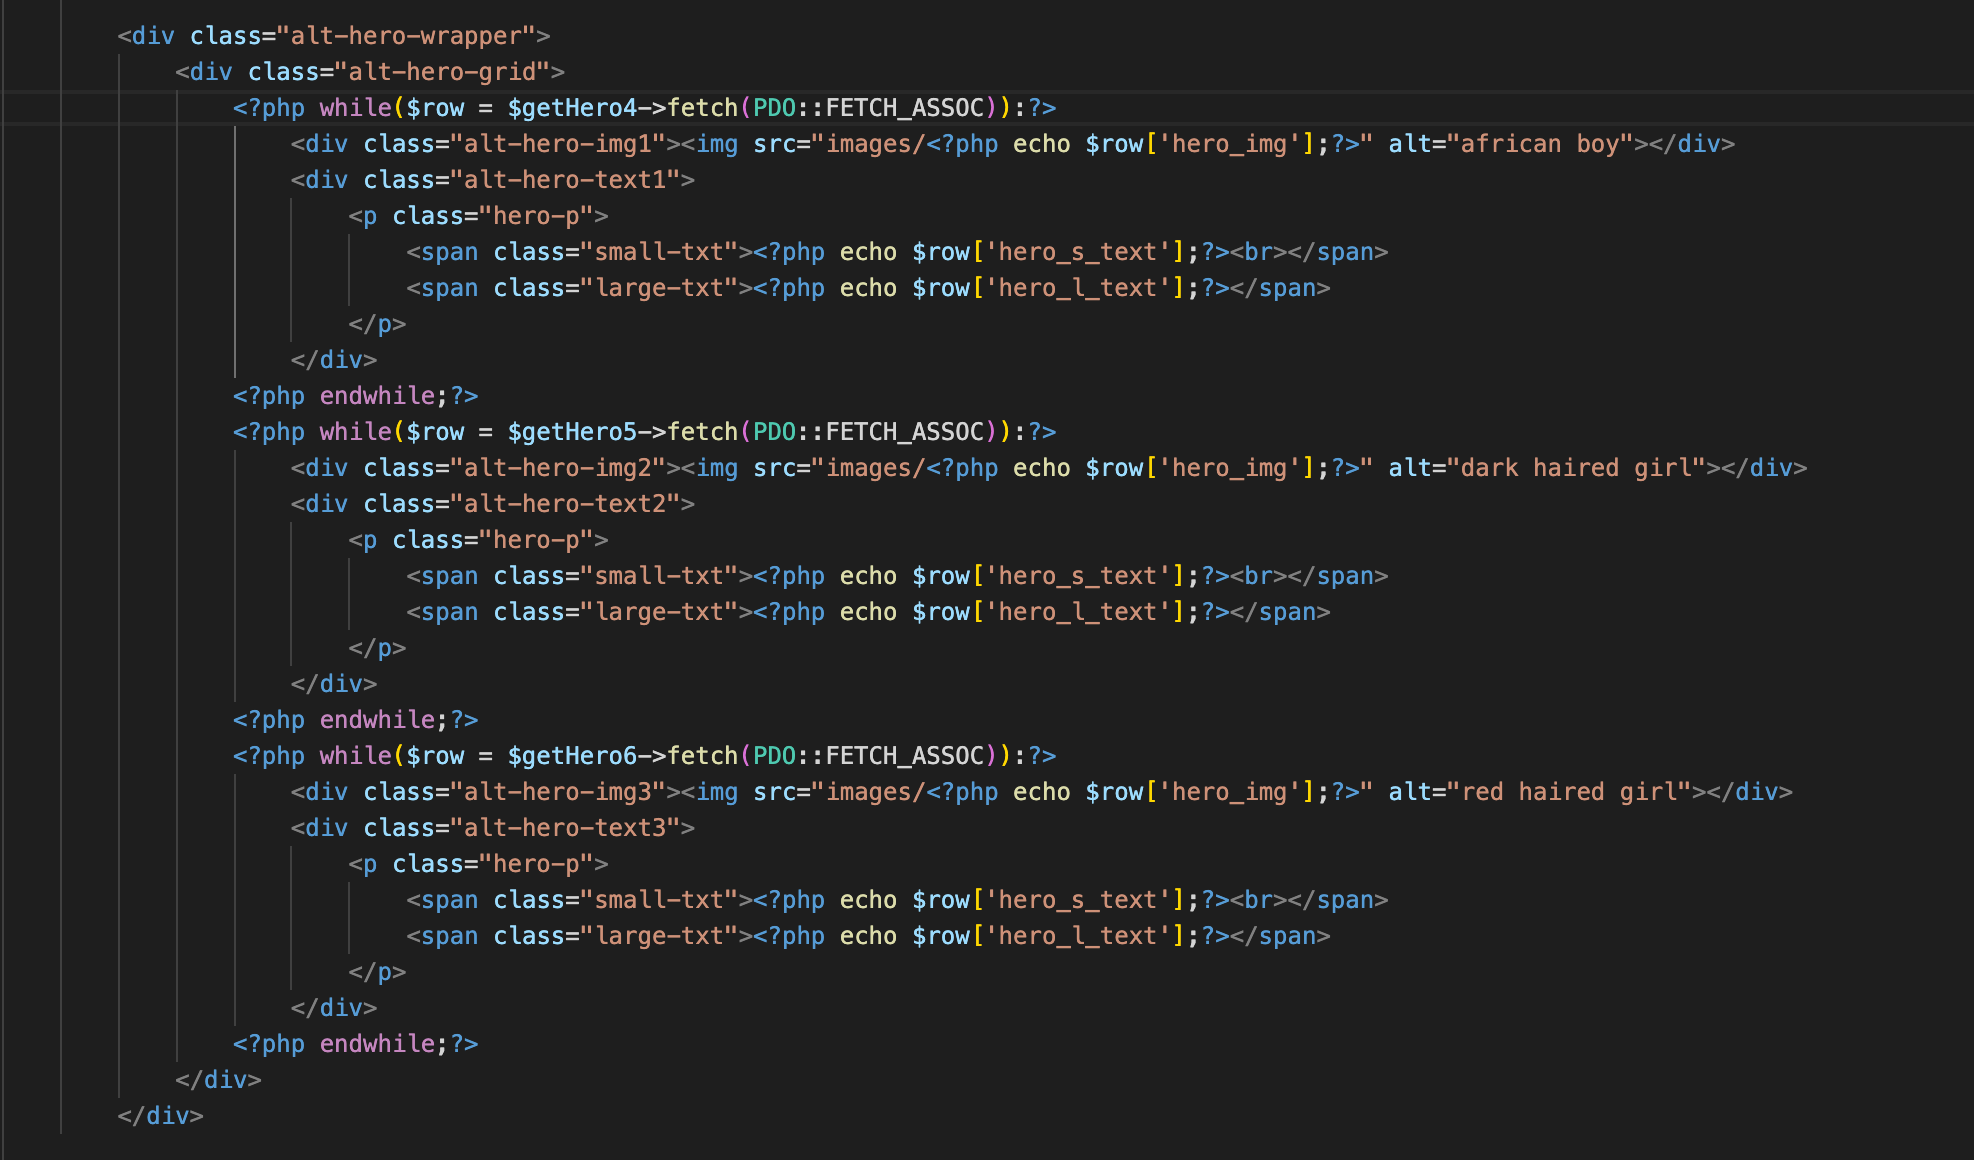 <div class="alt-hero-wrapper">
<div class="alt-hero-grid">
<?php while($row = $getHero4->fetch(PDO::FETCH_ASSOC)):?>
<div class="alt-hero-img1"><img src="images/<?php echo $row['hero_img'];?>" alt="african boy"></div>
<div class="alt-hero-text1">
<p class="hero-p">
<span class="small-txt"><?php echo $row['hero_s_text'];?><br></span>
<span class="large-txt"><?php echo $row['hero_l_text'];?></span>
</p>
</div>
<?php endwhile;?>
<?php while($row = $getHero5->fetch(PDO::FETCH_ASSOC)):?>
<div class="alt-hero-img2"><img src="images/<?php echo $row['hero_img'];?>" alt="dark haired girl"></div>
<div class="alt-hero-text2">
<p class="hero-p">
<span class="small-txt"><?php echo $row['hero_s_text'];?><br></span>
<span class="large-txt"><?php echo $row['hero_l_text'];?></span>
</p>
</div>
<?php endwhile;?>
<?php while($row = $getHero6->fetch(PDO::FETCH_ASSOC)):?>
<div class="alt-hero-img3"><img src="images/<?php echo $row['hero_img'];?>" alt="red haired girl"></div>
<div class="alt-hero-text3">
<p class="hero-p">
<span class="small-txt"><?php echo $row['hero_s_text'];?><br></span>
<span class="large-txt"><?php echo $row['hero_l_text'];?></span>
</p>
</div>
<?php endwhile;?>
</div>
</div>